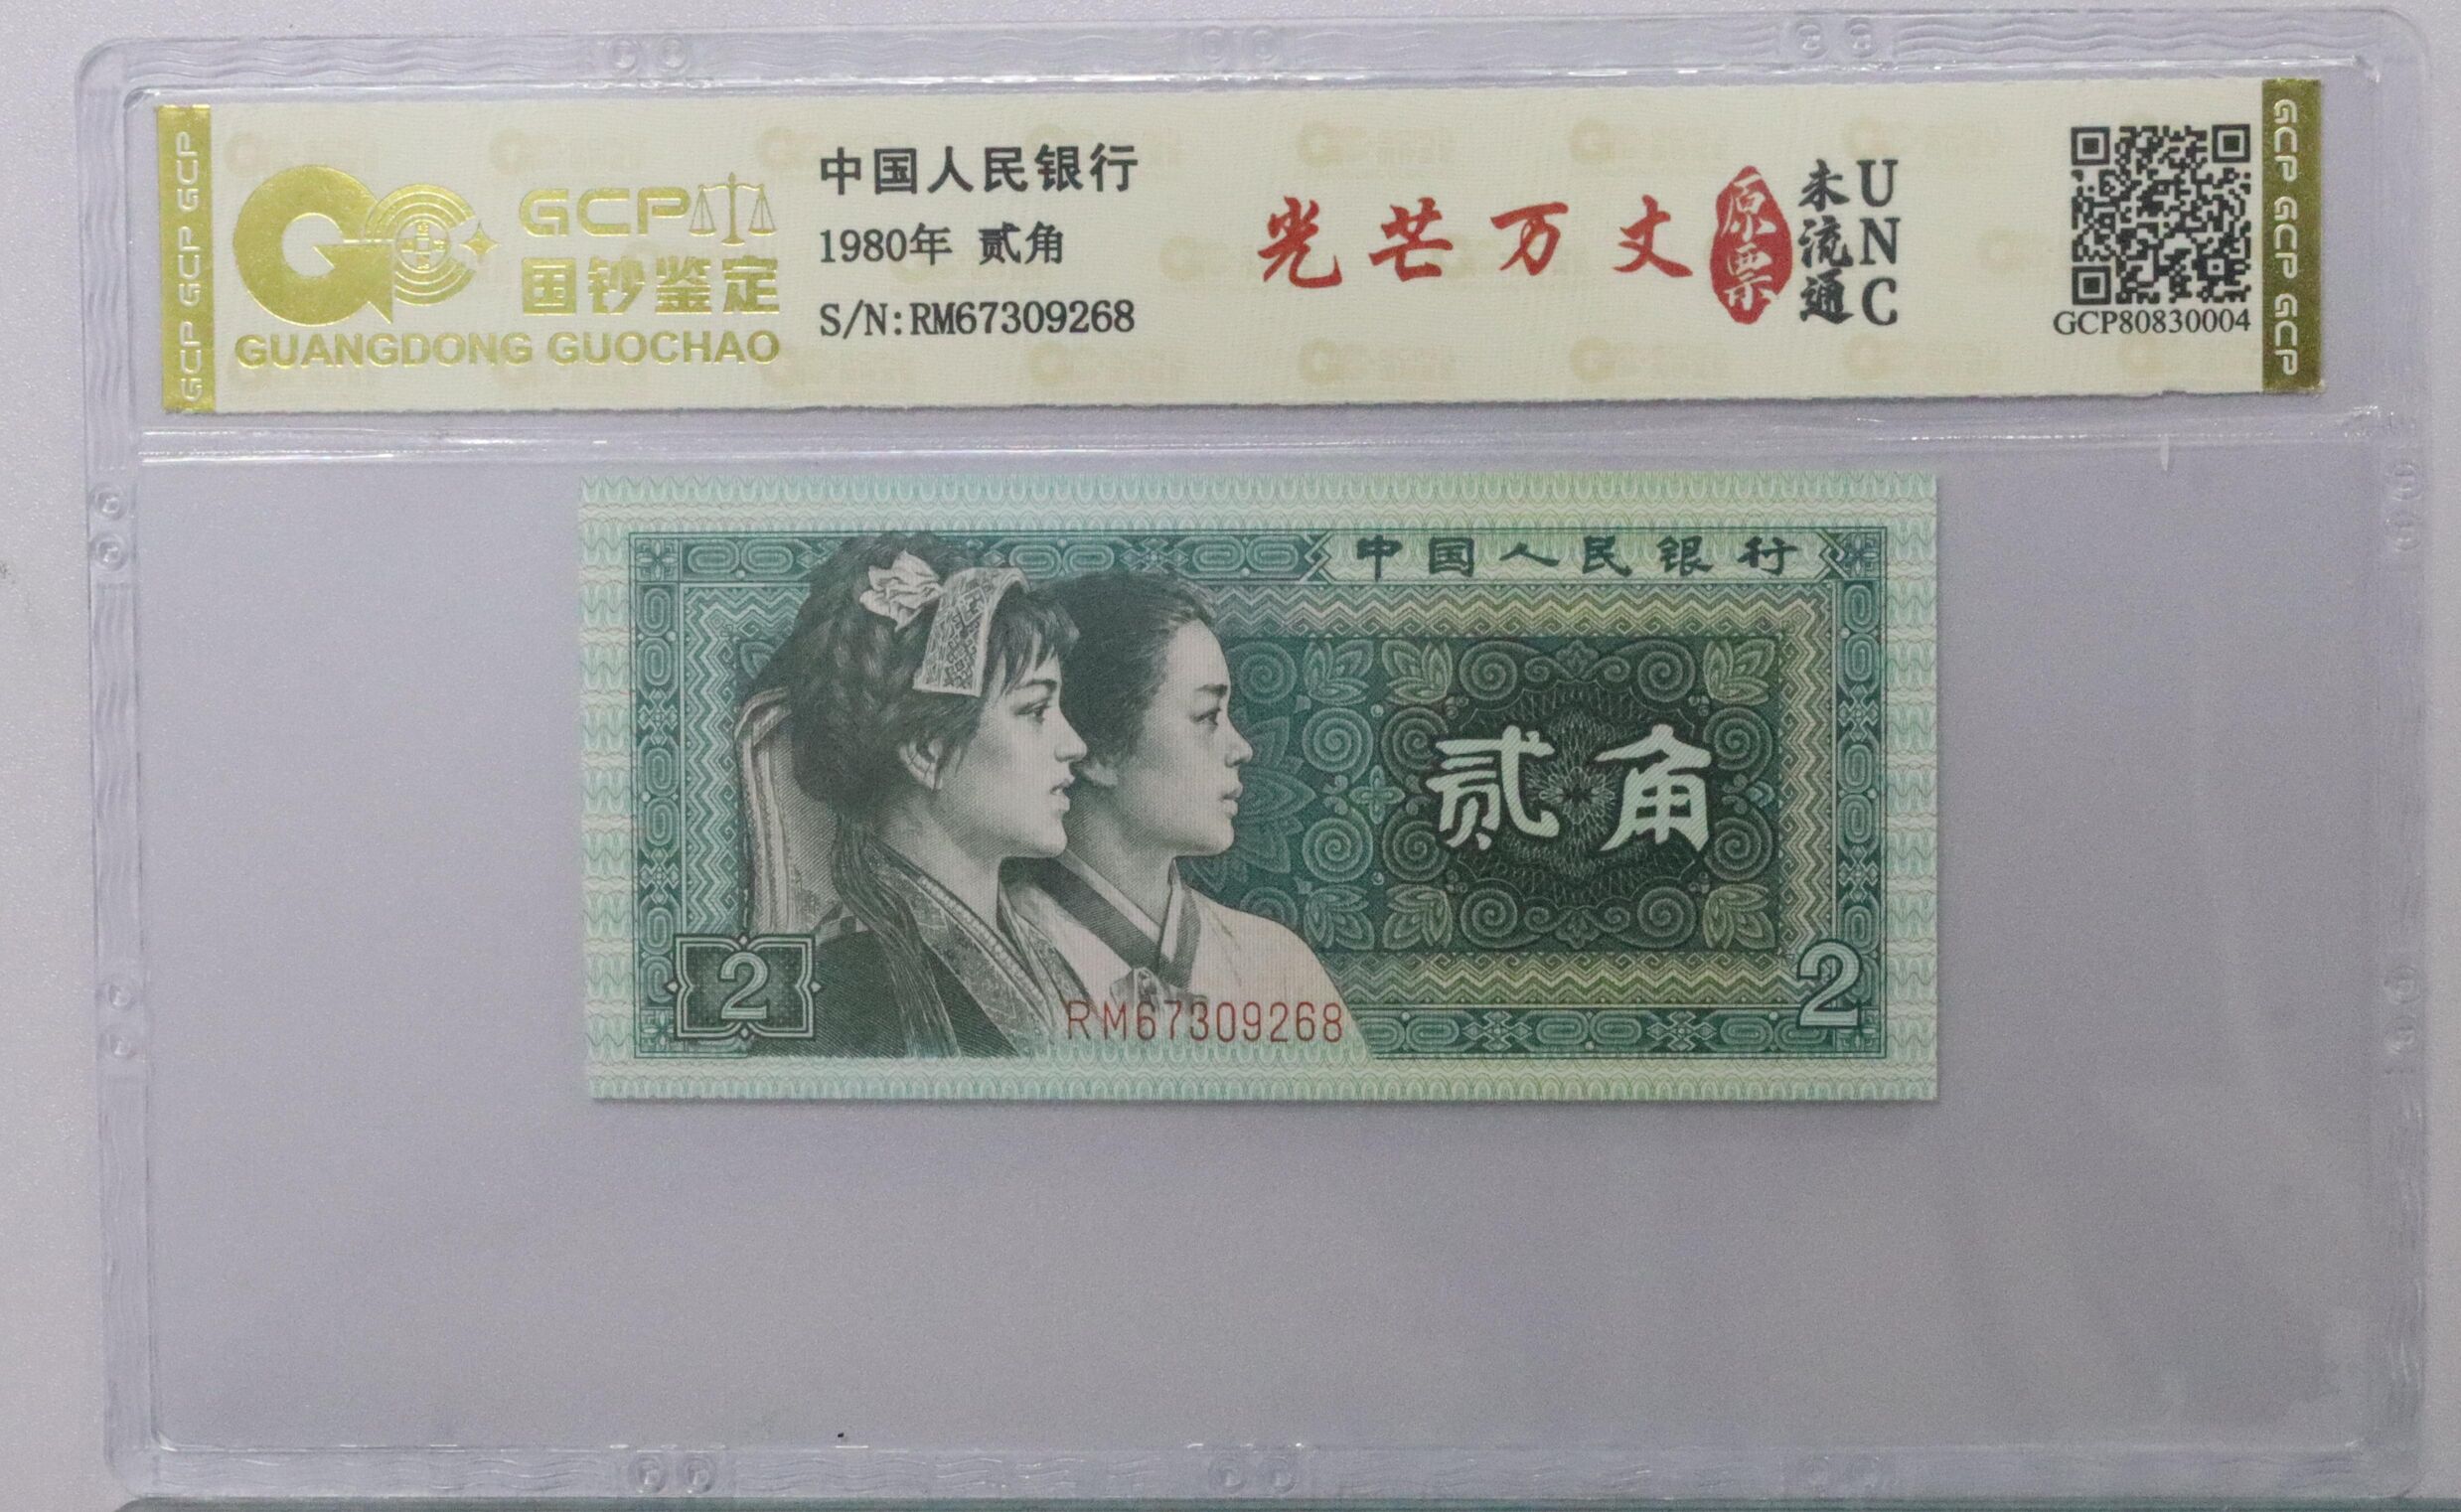 GCP GCP GCP
GCP
国钞鉴定
GUANGDONG GUOCHAO
中国人民银行
1980年 贰角
S/N:RM67309268
光芒万丈
原票
未流通
UNC
GCP80830004
GCP GCP GCP
中国人民银行
贰角
2
RM67309268
2